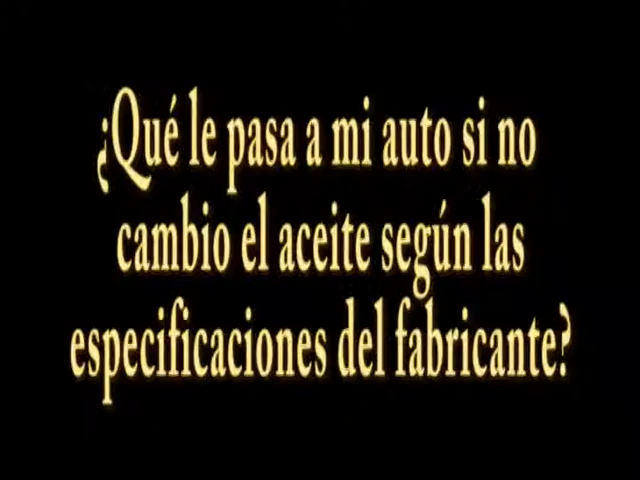 ¿Qué le pasa a mi auto si no
cambio el aceite según las
especificaciones del fabricante?